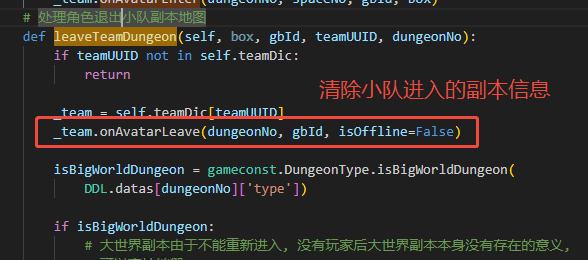 _team.onAvatarEnter(dungeonNo, spaceNo, gbId, box)
# 处理角色退出小队副本地图
def leaveTeamDungeon(self, box, gbId, teamUUID, dungeonNo):
if teamUUID not in self.teamDic:
return
清除小队进入的副本信息
_team = self.teamDic[teamUUID]
_team.onAvatarLeave(dungeonNo, gbId, isOffline=False)
isBigWorldDungeon = gameconst.DungeonType.isBigWorldDungeon(
DDL.datas[dungeonNo]['type'])
if isBigWorldDungeon:
# 大世界副本由于不能重新进入, 没有玩家后大世界副本本身没有存在的意义,